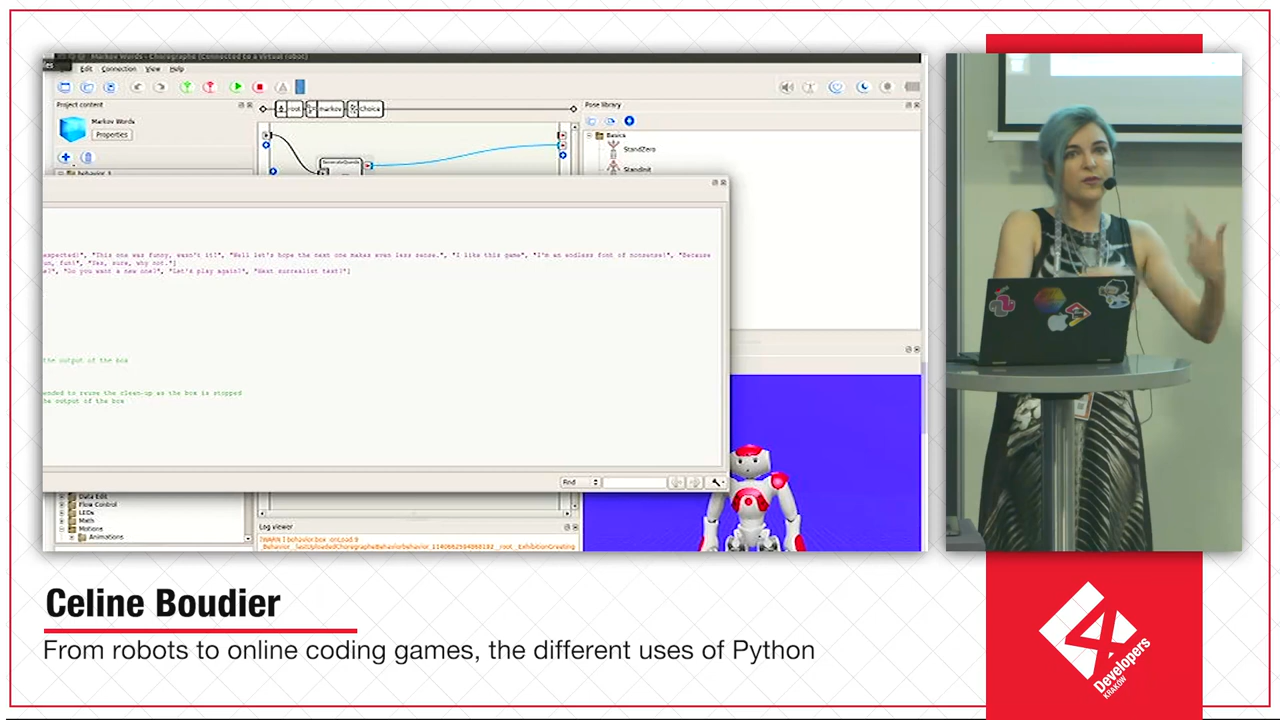 Markov Words - Choregraphe (Connected to a virtual robot)
Edit Connection View Help
Project content
Markov Words
Properties
behavior_1
root
markov
Choice
Pose library
Basics
StandZero
StandInit
expected!", "This one was funny, wasn't it!", "Well let's hope the next one makes even less sense.", "I like this game", "I'm an endless font of nonsense!", "Because
un, fun!", "Yes, sure, why not."]
e?", "Do you want a new one?", "Let's play again?", "Next surrealist text?"]
the output of the box
ended to reuse the clean-up as the box is stopped
he output of the box
Find
Data Edit
Flow Control
LEDs
Math
Motions
Animations
Log viewer
Celine Boudier
From robots to online coding games, the different uses of Python
4
Developers
KRAKOW